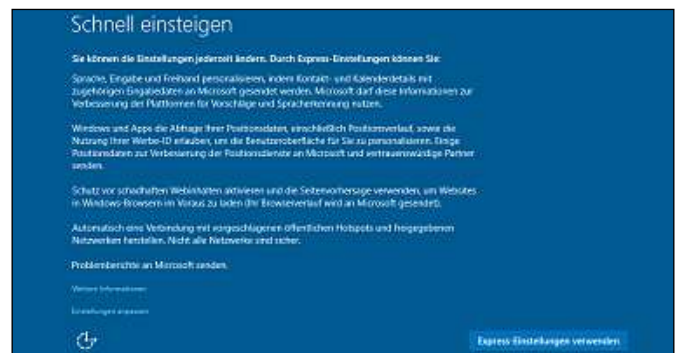 Schnell einsteigen
Sie können die Einstellungen jederzeit ändern. Durch Express-Einstellungen können Sie:
Sprache, Eingabe und Freihand personalisieren, indem Kontakt- und Kalenderdetails mit
zugehörigen Eingabedaten an Microsoft gesendet werden. Microsoft darf diese Informationen zur
Verbesserung der Plattformen für Vorschläge und Spracherkennung nutzen.
Windows und Apps die Abfrage Ihrer Positionsdaten, einschließlich Positionsverlauf, sowie die
Nutzung Ihrer Werbe-ID erlauben, um die Benutzeroberfläche für Sie zu personalisieren. Einige
Positionsdaten zur Verbesserung der Positionsdienste an Microsoft und vertrauenswürdige Partner
senden.
Schutz vor schadhaften Webinhalten aktivieren und die Seitenvorhersage verwenden, um Websites
in Windows-Browsern im Voraus zu laden (Ihr Browserverlauf wird an Microsoft gesendet).
Automatisch eine Verbindung mit vorgeschlagenen öffentlichen Hotspots und freigegebenen
Netzwerken herstellen. Nicht alle Netzwerke sind sicher.
Problemberichte an Microsoft senden.
Weitere Informationen
Einstellungen anpassen
Express-Einstellungen verwenden